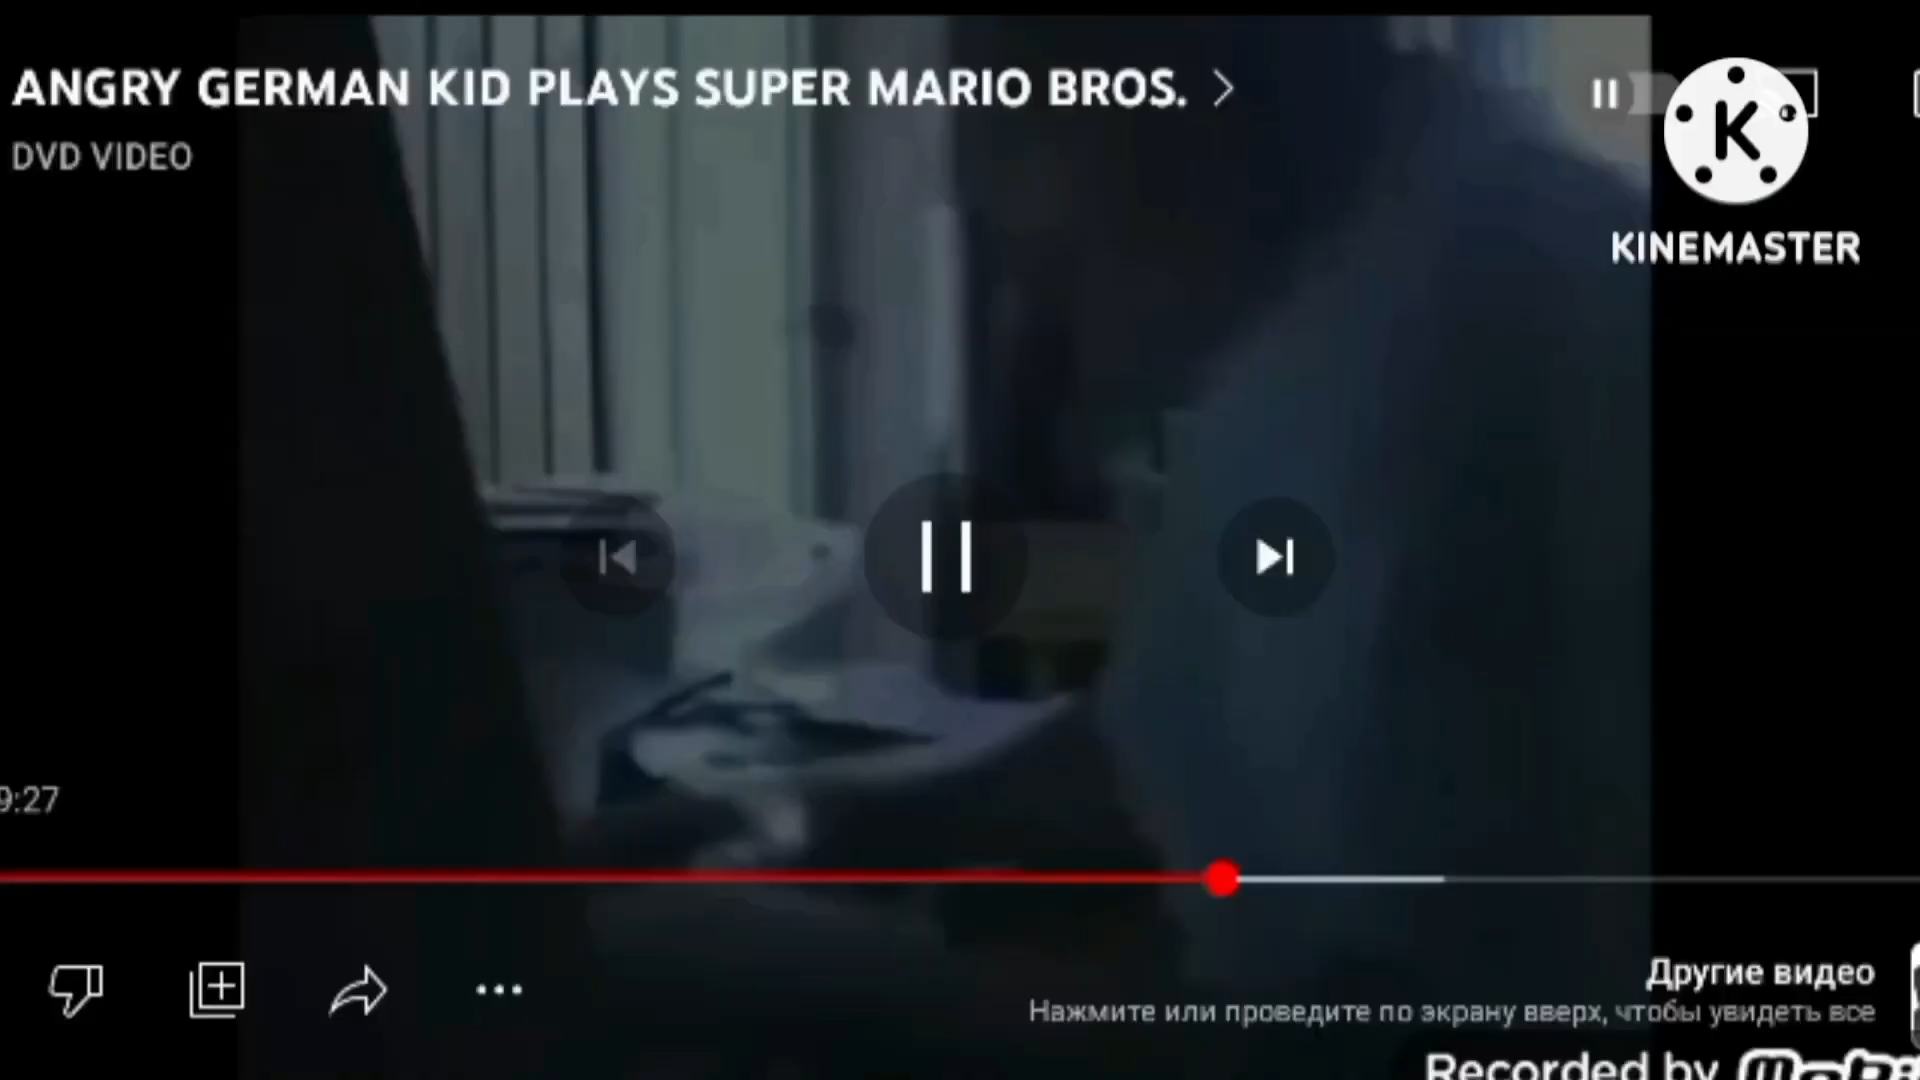 ANGRY GERMAN KID PLAYS SUPER MARIO BROS.
DVD VIDEO
K
KINEMASTER
9:27
Другие видео
Нажмите или проведите по экрану вверх, чтобы увидеть все
Recorded by